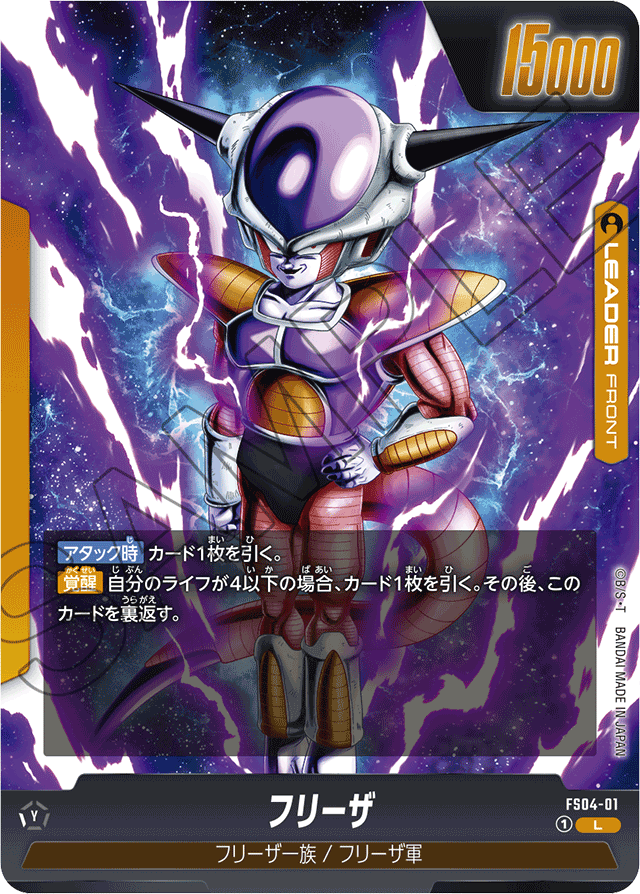 15000
LEADER FRONT
SAMPLE
アタック時 カード1枚を引く。
覚醒 自分のライフが4以下の場合、カード1枚を引く。その後、この
カードを裏返す。
©B/S・T BANDAI MADE IN JAPAN
フリーザ
FS04-01
Y
1 L
フリーザ一族 / フリーザ軍